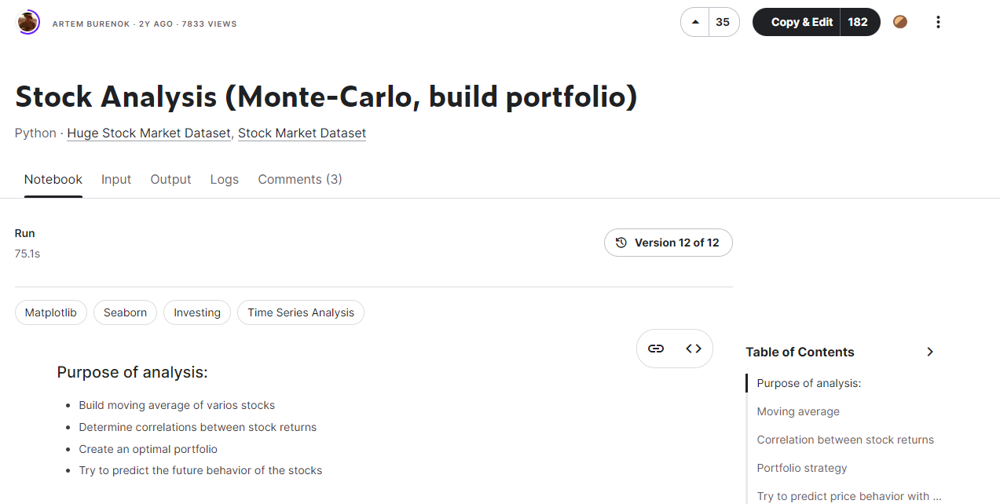 ARTEM BURENOK · 2Y AGO · 7833 VIEWS
35
Copy & Edit 182
Stock Analysis (Monte-Carlo, build portfolio)
Python · Huge Stock Market Dataset, Stock Market Dataset
Notebook Input Output Logs Comments (3)
Run
75.1s
Version 12 of 12
Matplotlib Seaborn Investing Time Series Analysis
Purpose of analysis:
• Build moving average of varios stocks
• Determine correlations between stock returns
• Create an optimal portfolio
• Try to predict the future behavior of the stocks
Table of Contents
Purpose of analysis:
Moving average
Correlation between stock returns
Portfolio strategy
Try to predict price behavior with ...